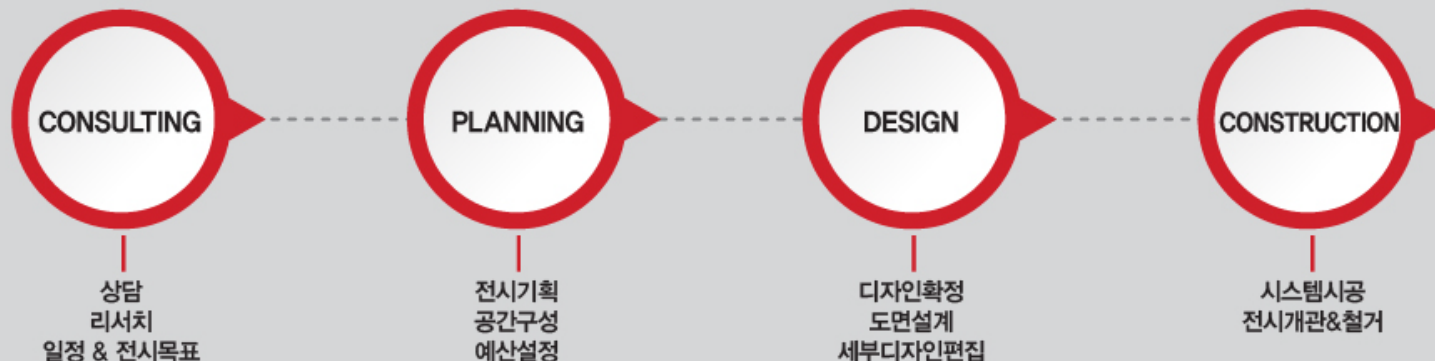 CONSULTING
PLANNING
DESIGN
CONSTRUCTION
상담
리서치
일정 & 전시목표
전시기획
공간구성
예산설정
디자인확정
도면설계
세부디자인편집
시스템시공
전시개관&철거